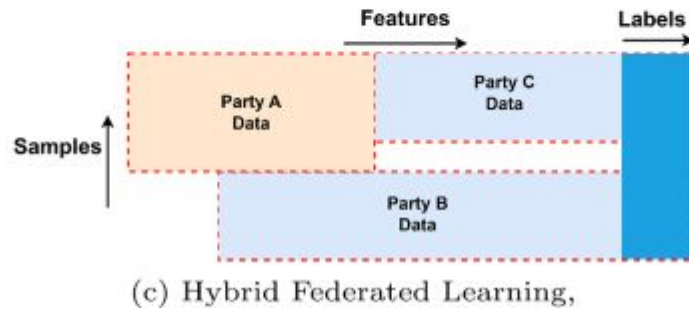 Features
Labels
Party A
Data
Party C
Data
Samples
Party B
Data
(c) Hybrid Federated Learning,